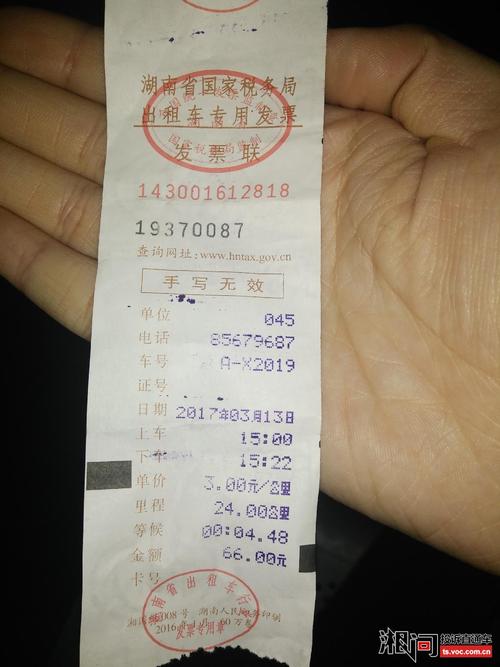 湖南省国家税务局
出租车专用发票
发票联
143001612818
19370087
查询网址:www.hntax.gov.cn
手写无效
单位 045
电话 85679687
车号 A-X2019
证号
日期 2017年03月13日
上车 15:00
下车 15:22
单价 3.00元/公里
里程 24.00公里
等候 00:04.48
金额 66.00元
卡号
湖南省出租车行
发票专用章
湘问 投诉直通车
ts.voc.com.cn